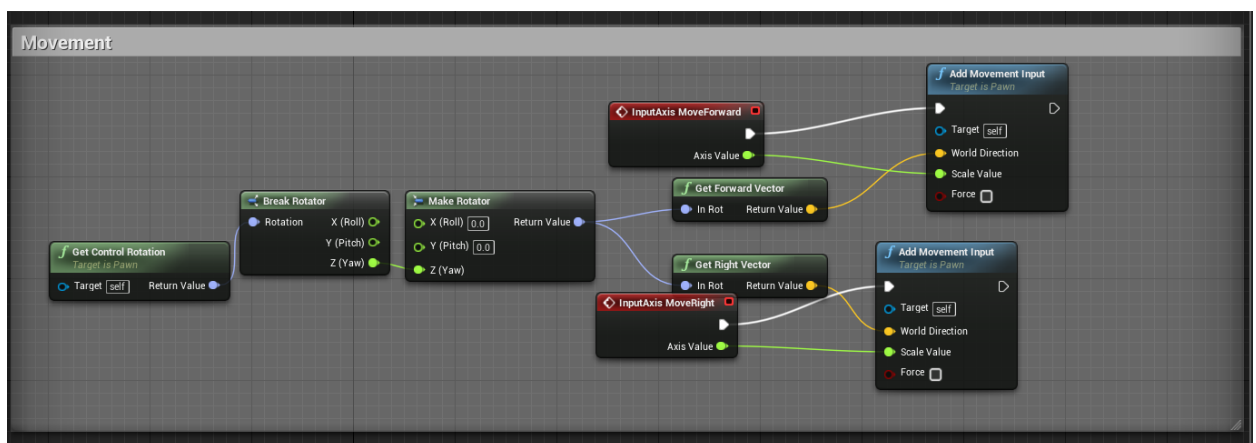 Movement
Add Movement Input
Target is Pawn
Target self
World Direction
Scale Value
Force
InputAxis MoveForward
Axis Value
Get Forward Vector
In Rot Return Value
Break Rotator
Rotation X (Roll)
Y (Pitch)
Z (Yaw)
Make Rotator
X (Roll) 0.0 Return Value
Y (Pitch) 0.0
Z (Yaw)
Get Control Rotation
Target is Pawn
Target self Return Value
Get Right Vector
In Rot Return Value
InputAxis MoveRight
Axis Value
Add Movement Input
Target is Pawn
Target self
World Direction
Scale Value
Force